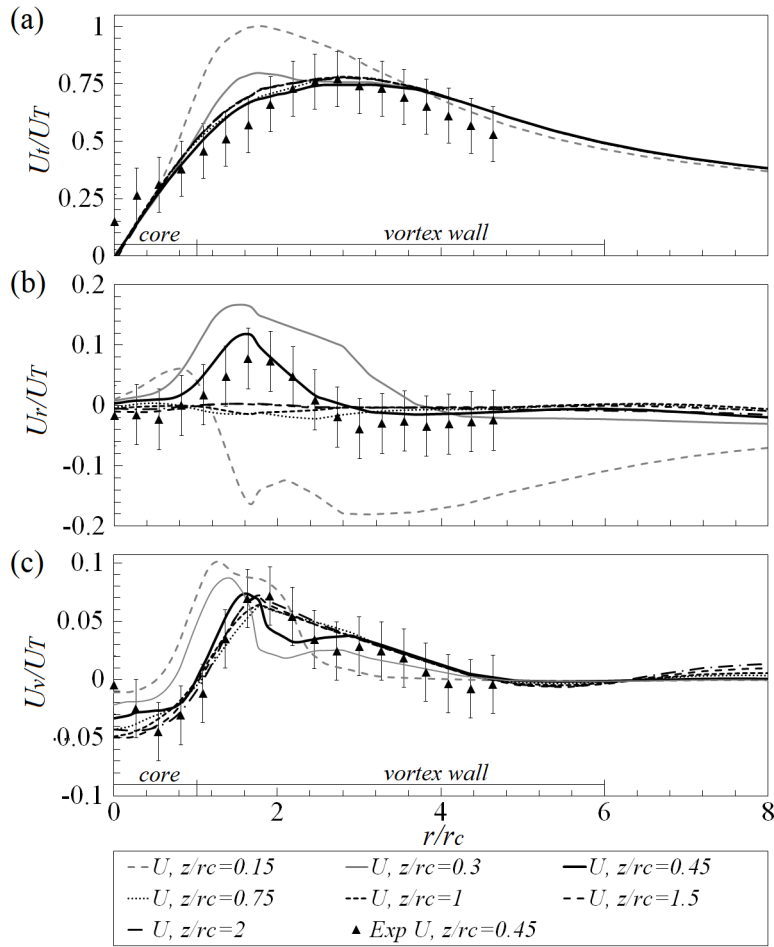 (a)
1
0.75
0.5
0.25
0
Ut/UT
core
vortex wall
(b)
0.2
0.1
0
-0.1
-0.2
Ur/UT
(c)
0.1
0.05
0
-0.05
-0.1
Uv/UT
core
vortex wall
0 2 4 6 8
r/rc
U, z/rc=0.15 U, z/rc=0.3 U, z/rc=0.45
U, z/rc=0.75 U, z/rc=1 U, z/rc=1.5
U, z/rc=2 Exp U, z/rc=0.45